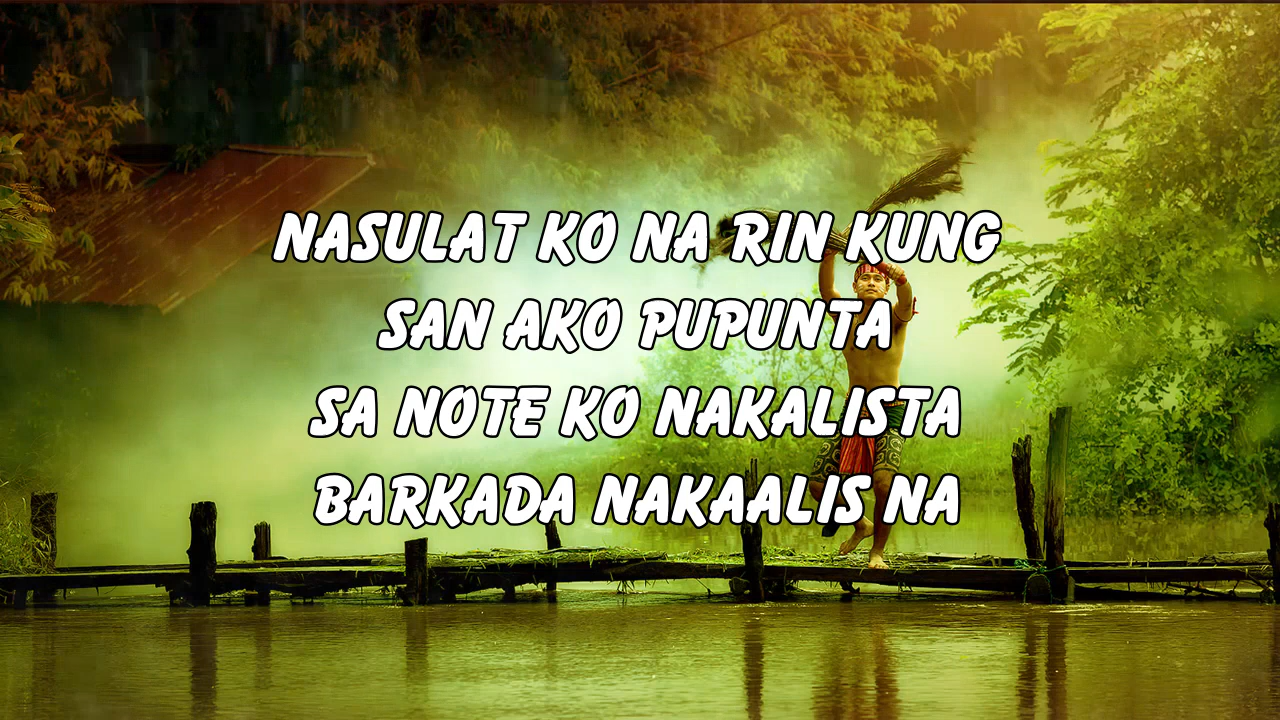 NASULAT KO NA RIN KUNG
SAN AKO PUPUNTA
SA NOTE KO NAKALISTA
BARKADA NAKAALIS NA